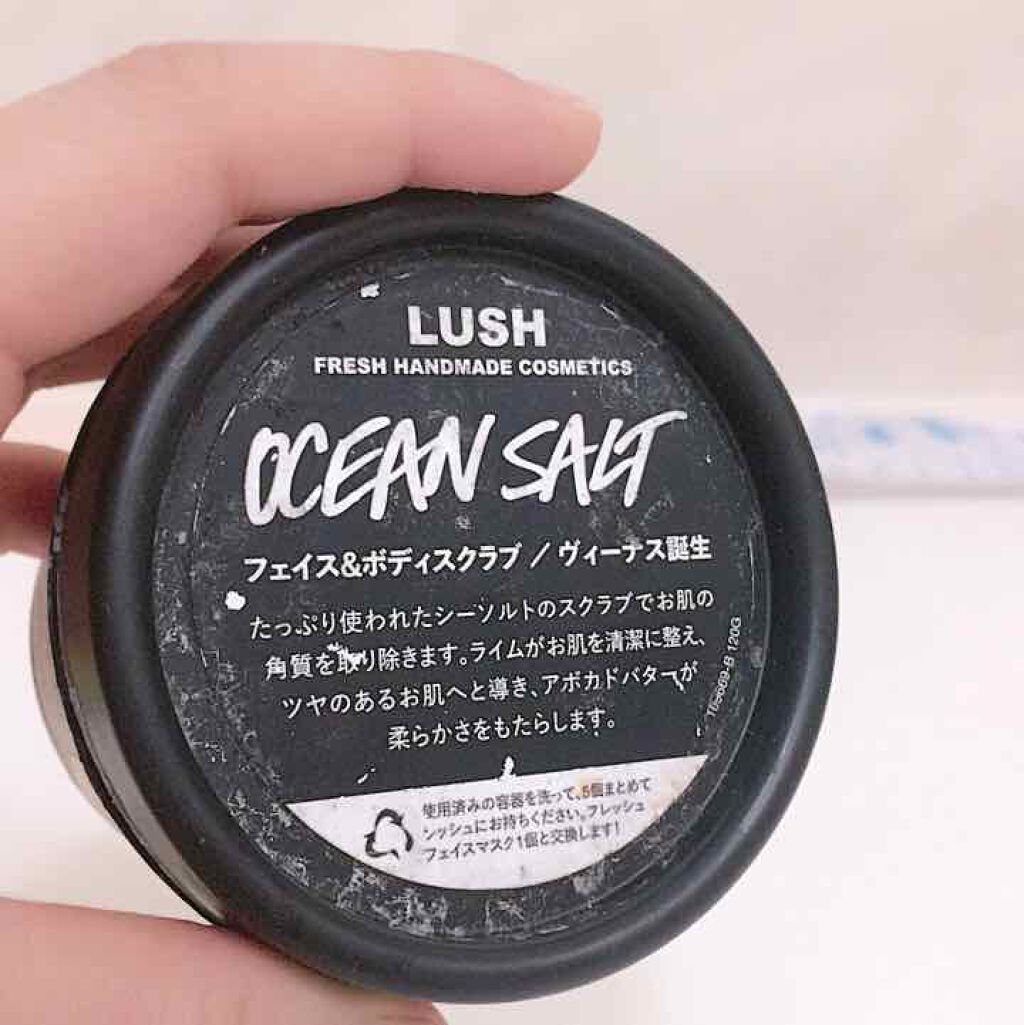 LUSH
FRESH HANDMADE COSMETICS
OCEAN SALT
フェイス&ボディスクラブ / ヴィーナス誕生
たっぷり使われたシーソルトのスクラブでお肌の
角質を取り除きます。ライムがお肌を清潔に整え、
ツヤのあるお肌へと導き、アボカドバターが
柔らかさをもたらします。
使用済みの容器を洗って、5個まとめて
ッシュにお持ちください。フレッシュ
フェイスマスク1個と交換します!
-B 120G